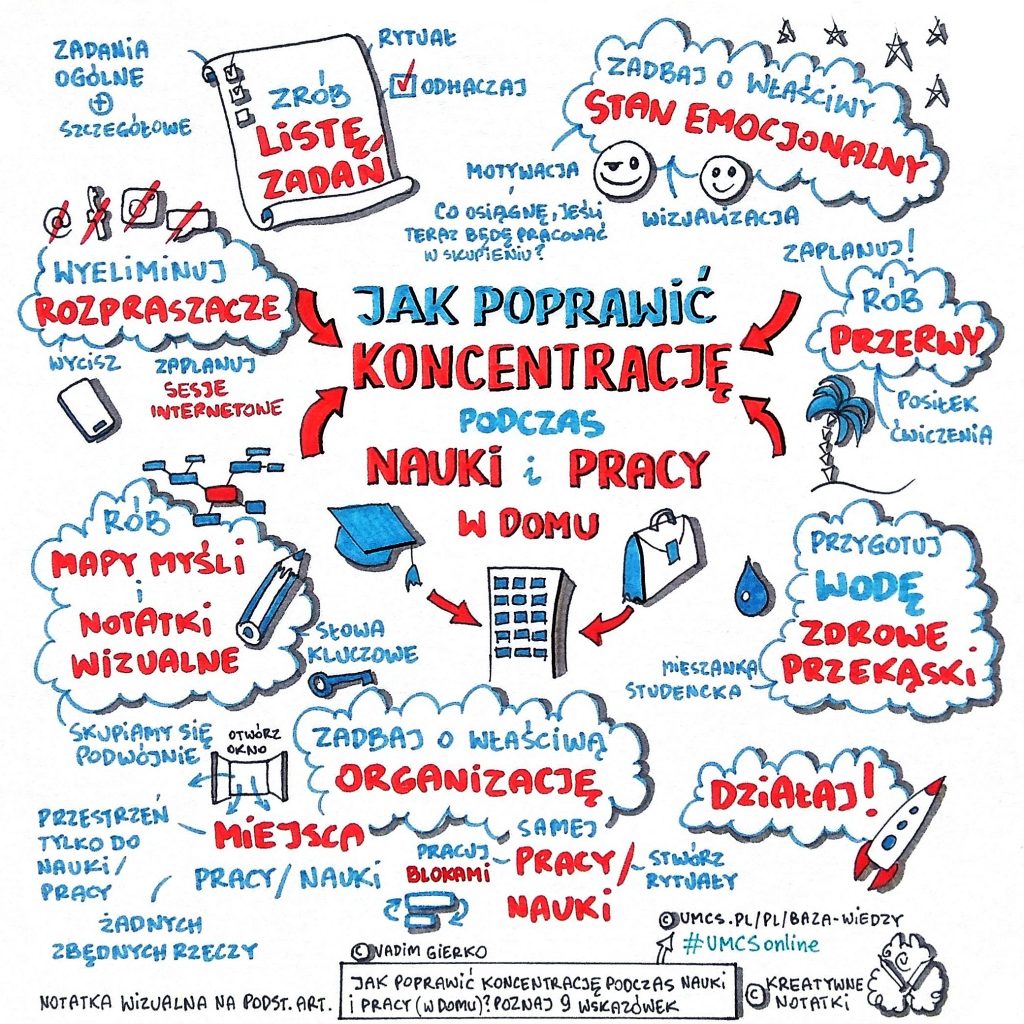 ZADANIA
OGÓLNE
+
SZCZEGÓŁOWE
ZRÓB
LISTĘ
ZADAŃ
RYTUAŁ
ODHACZAJ
ZADBAJ O WŁAŚCIWY
STAN EMOCJONALNY
MOTYWACJA
CO OSIĄGNĘ, JEŚLI
TERAZ BĘDĘ PRACOWAĆ
W SKUPIENIU?
WIZUALIZACJA
WYELIMINUJ
ROZPRASZACZE
WYCISZ
ZAPLANUJ
SESJE
INTERNETOWE
JAK POPRAWIĆ
KONCENTRACJĘ
PODCZAS
NAUKI i PRACY
W DOMU
ZAPLANUJ!
RÓB
PRZERWY
POSIŁEK
ĆWICZENIA
RÓB
MAPY MYŚLI
i
NOTATKI
WIZUALNE
SŁOWA
KLUCZOWE
SKUPIAMY SIĘ
PODWÓJNIE
PRZYGOTUJ
WODĘ
ZDROWE
PRZEKĄSKI
MIESZANKA
STUDENCKA
ZADBAJ O WŁAŚCIWĄ
ORGANIZACJĘ
OTWÓRZ
OKNO
MIEJSCA
PRACY/NAUKI
PRZESTRZEŃ
TYLKO DO
NAUKI/
PRACY
ŻADNYCH
ZBĘDNYCH RZECZY
SAMEJ
PRACY/
NAUKI
PRACUJ
BLOKAMI
STWÓRZ
RYTUAŁY
DZIAŁAJ!
© UMCS.PL/PL/BAZA-WIEDZY
#UMCSonline
© VADIM GIERKO
NOTATKA WIZUALNA NA PODST. ART.
JAK POPRAWIĆ KONCENTRACJĘ PODCZAS NAUKI
i PRACY (W DOMU)? POZNAJ 9 WSKAZÓWEK
© KREATYWNE
NOTATKI